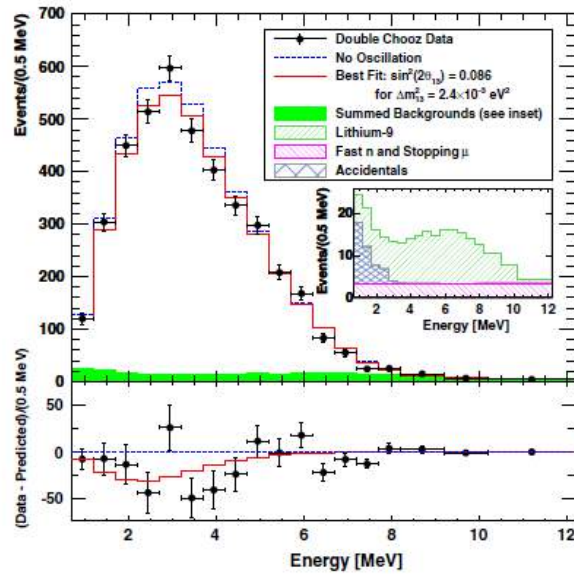 700
600
500
400
300
200
100
0
Events/(0.5 MeV)
Double Chooz Data
No Oscillation
Best Fit: sin²(2θ₁₃) = 0.086
for Δm²₁₃ = 2.4×10⁻³ eV²
Summed Backgrounds (see inset)
Lithium-9
Fast n and Stopping μ
Accidentals
Events/(0.5 MeV)
20
10
0
2 4 6 8 10 12
Energy [MeV]
(Data - Predicted)/(0.5 MeV)
50
0
-50
2 4 6 8 10 12
Energy [MeV]